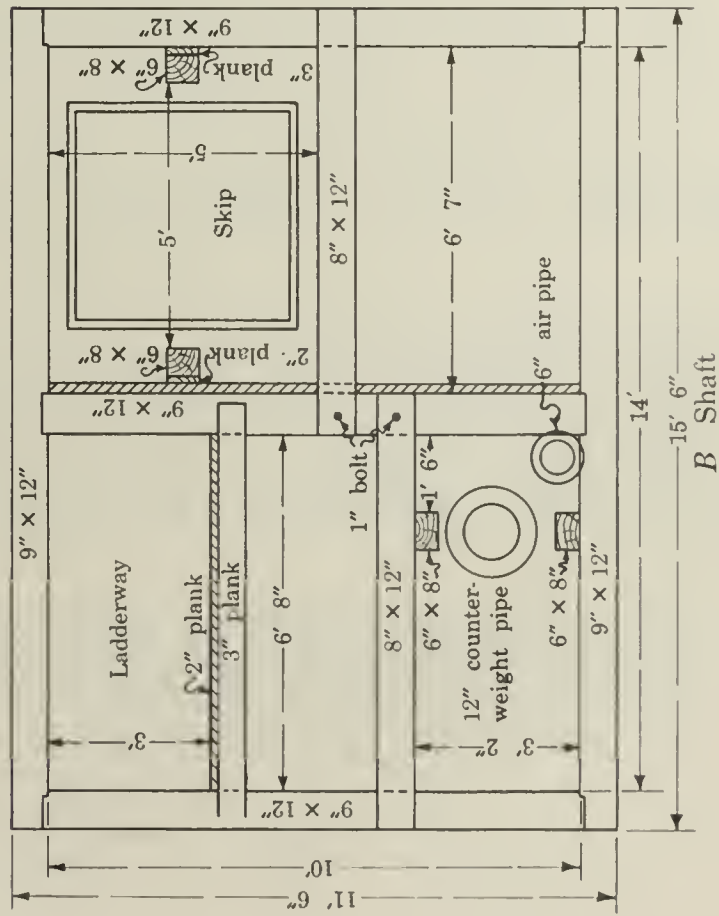 9" × 12"
9" × 12"
Ladderway
3'
2" plank
3" plank
6' 8"
9" × 12"
9" × 12"
5'
5'
Skip
6" × 8"
2" plank
6" × 8"
3" plank
8" × 12"
6' 7"
1" bolt
8" × 12"
1' 6"
6" × 8"
12" counter-
weight pipe
3' 2"
6" × 8"
6" air pipe
9" × 12"
10'
11' 6"
14'
15' 6"
B Shaft